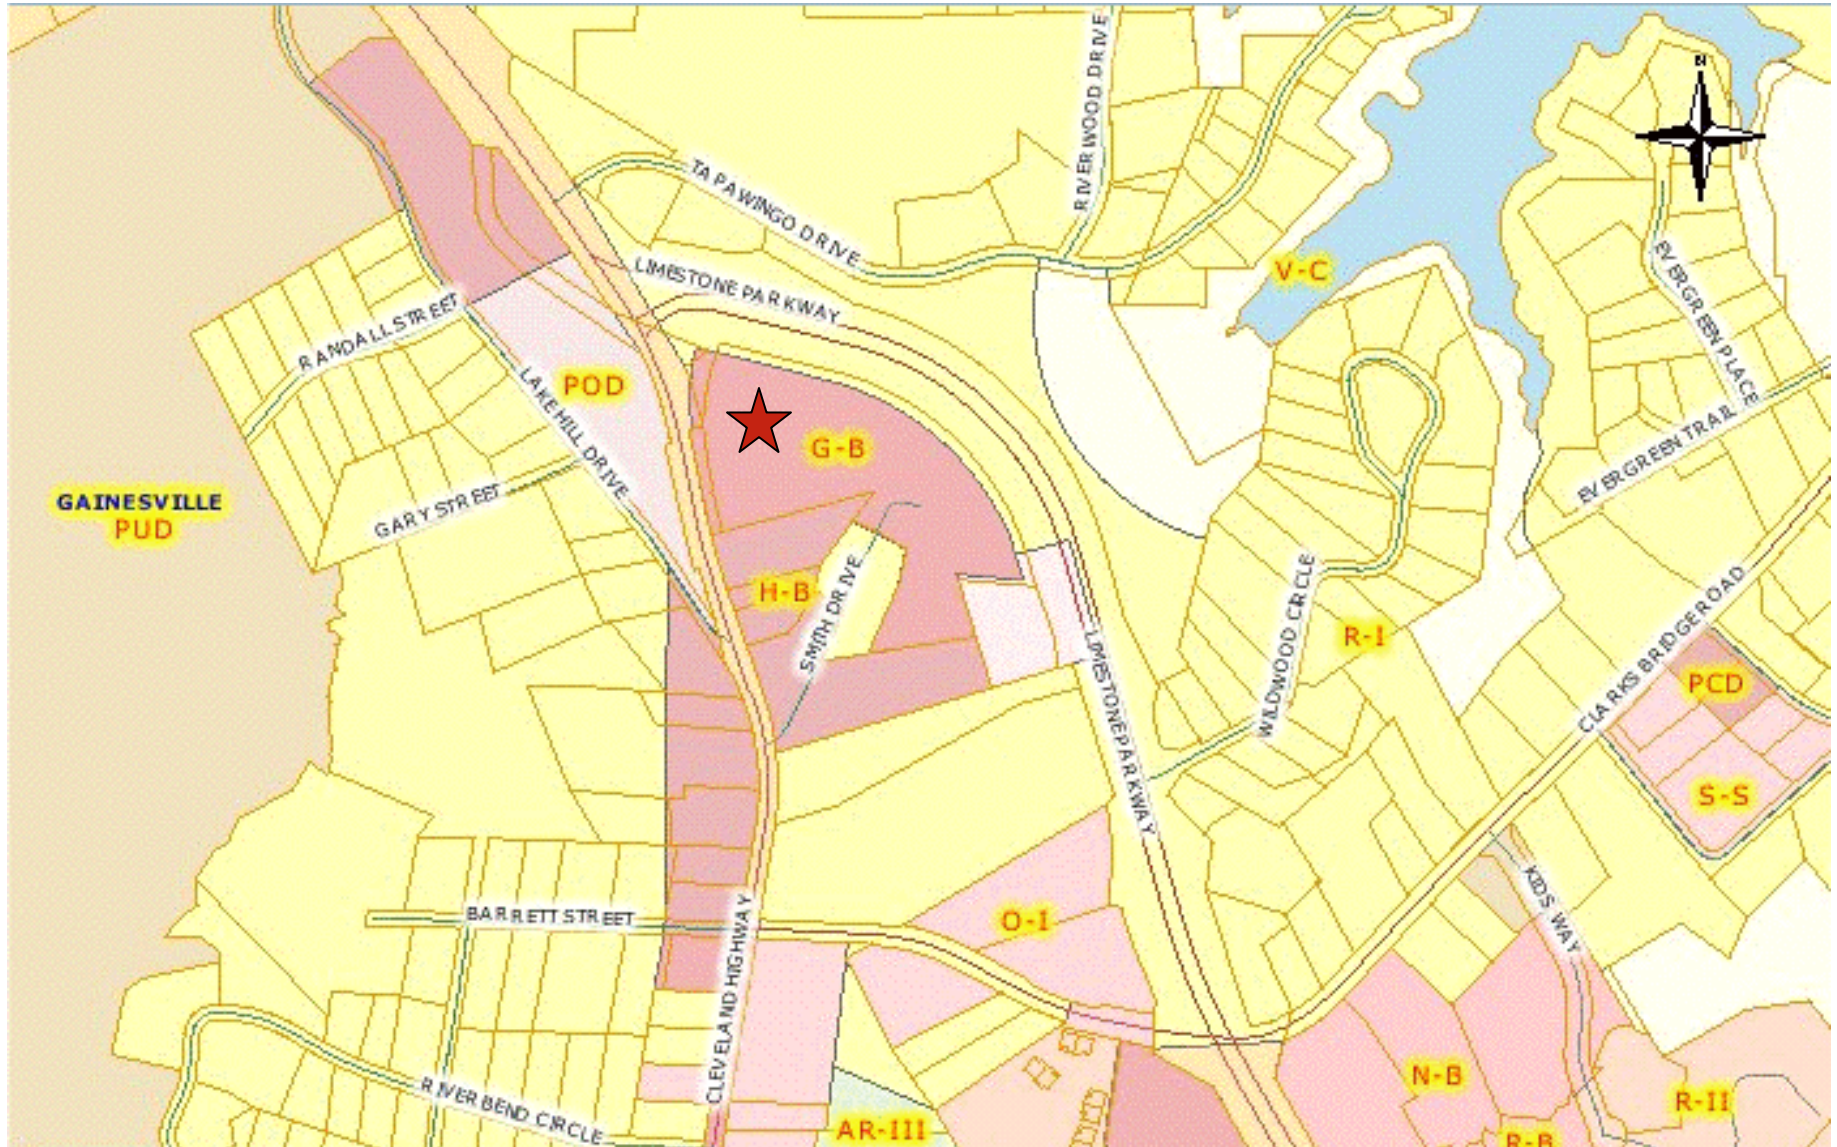 N
RIVERWOOD DRIVE
TAPAWINGO DRIVE
LIMESTONE PARKWAY
V-C
EVERGREEN PLACE
RANDALL STREET
POD
LAKE HILL DRIVE
G-B
EVERGREEN TRAIL
GARY STREET
GAINESVILLE
PUD
H-B
SMITH DRIVE
WILDWOOD CIRCLE
R-I
CLARKS BRIDGE ROAD
LIMESTONE PARKWAY
PCD
S-S
BARRETT STREET
O-I
KIDS WAY
CLEVELAND HIGHWAY
N-B
R-II
RIVER BEND CIRCLE
AR-III
R-B